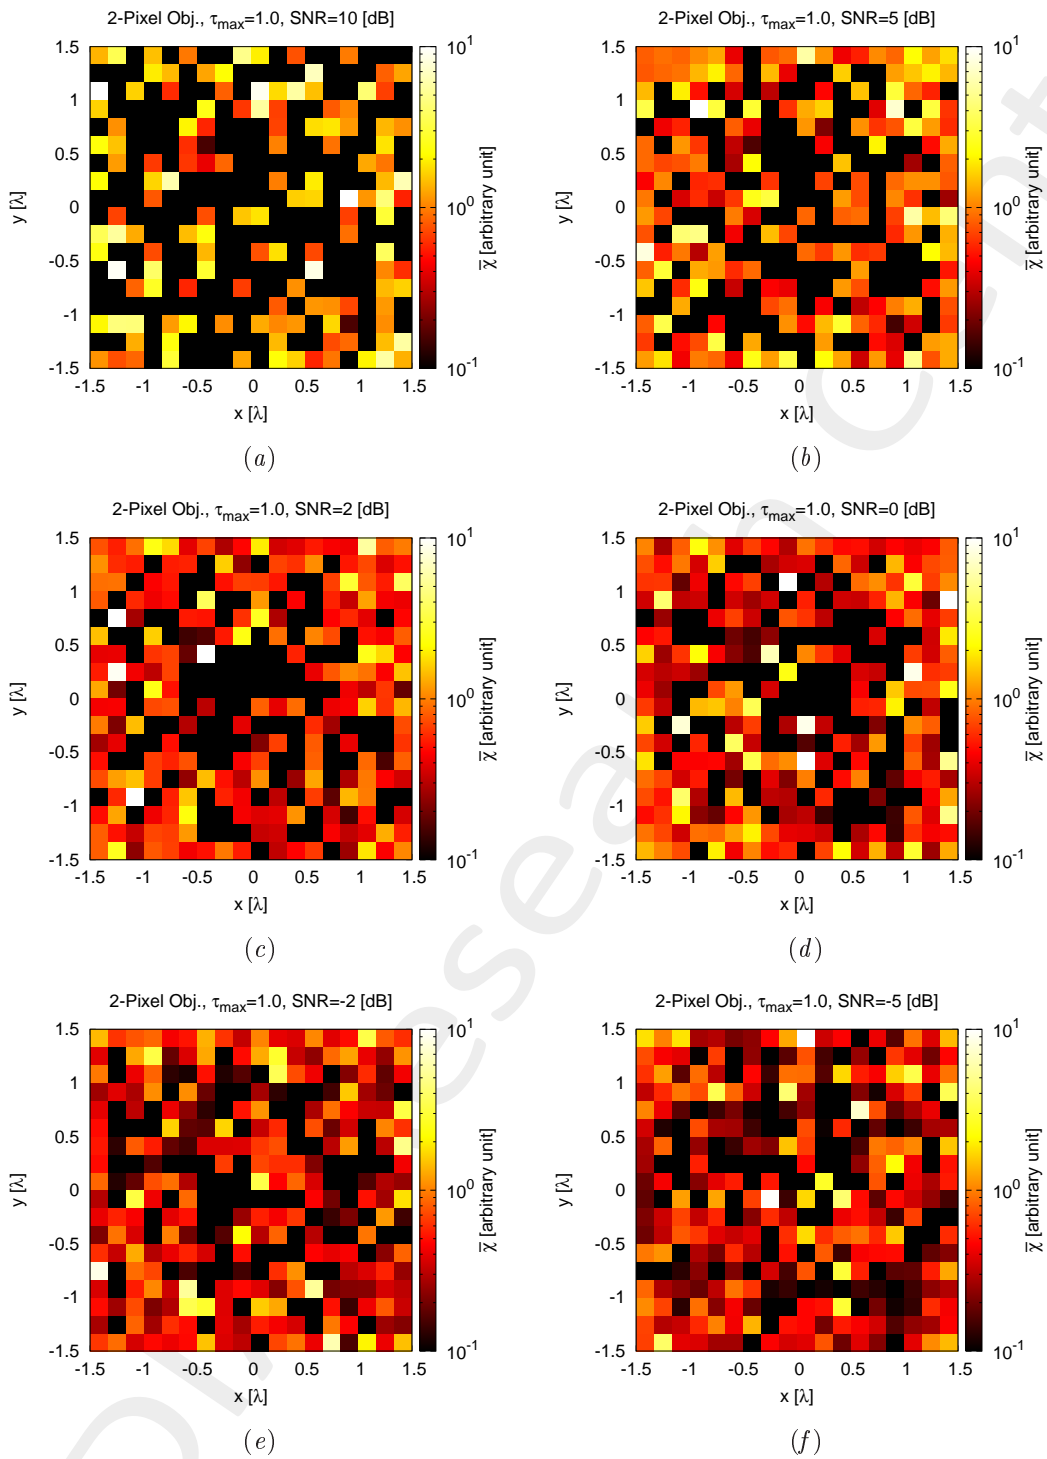 2-Pixel Obj., τmax=1.0, SNR=10 [dB]
1.5
1
0.5
0
-0.5
-1
-1.5
-1.5 -1 -0.5 0 0.5 1 1.5
y [λ]
x [λ]
10^1
10^0
10^-1
χ̅ [arbitrary unit]
(a)
2-Pixel Obj., τmax=1.0, SNR=5 [dB]
1.5
1
0.5
0
-0.5
-1
-1.5
-1.5 -1 -0.5 0 0.5 1 1.5
y [λ]
x [λ]
10^1
10^0
10^-1
χ̅ [arbitrary unit]
(b)
2-Pixel Obj., τmax=1.0, SNR=2 [dB]
1.5
1
0.5
0
-0.5
-1
-1.5
-1.5 -1 -0.5 0 0.5 1 1.5
y [λ]
x [λ]
10^1
10^0
10^-1
χ̅ [arbitrary unit]
(c)
2-Pixel Obj., τmax=1.0, SNR=0 [dB]
1.5
1
0.5
0
-0.5
-1
-1.5
-1.5 -1 -0.5 0 0.5 1 1.5
y [λ]
x [λ]
10^1
10^0
10^-1
χ̅ [arbitrary unit]
(d)
2-Pixel Obj., τmax=1.0, SNR=-2 [dB]
1.5
1
0.5
0
-0.5
-1
-1.5
-1.5 -1 -0.5 0 0.5 1 1.5
y [λ]
x [λ]
10^1
10^0
10^-1
χ̅ [arbitrary unit]
(e)
2-Pixel Obj., τmax=1.0, SNR=-5 [dB]
1.5
1
0.5
0
-0.5
-1
-1.5
-1.5 -1 -0.5 0 0.5 1 1.5
y [λ]
x [λ]
10^1
10^0
10^-1
χ̅ [arbitrary unit]
(f)